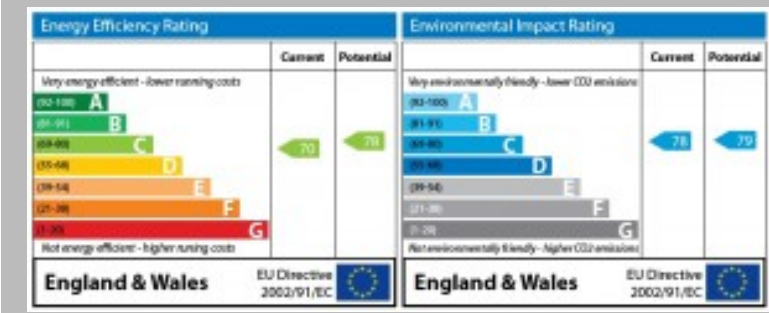 Energy Efficiency Rating
Current Potential
Very energy efficient - lower running costs
(92-100) A
(81-91) B
(69-80) C
(55-68) D
(39-54) E
(21-38) F
(1-20) G
70
78
Not energy efficient - higher runing costs
England & Wales
EU Directive
2002/91/EC
Environmental Impact Rating
Current Potential
Very environmentally friendly - lower CO2 emissions
(92-100) A
(81-91) B
(69-80) C
(55-68) D
(39-54) E
(21-38) F
(1-20) G
78
79
Not environmentally friendly - higher CO2 emissions
England & Wales
EU Directive
2002/91/EC